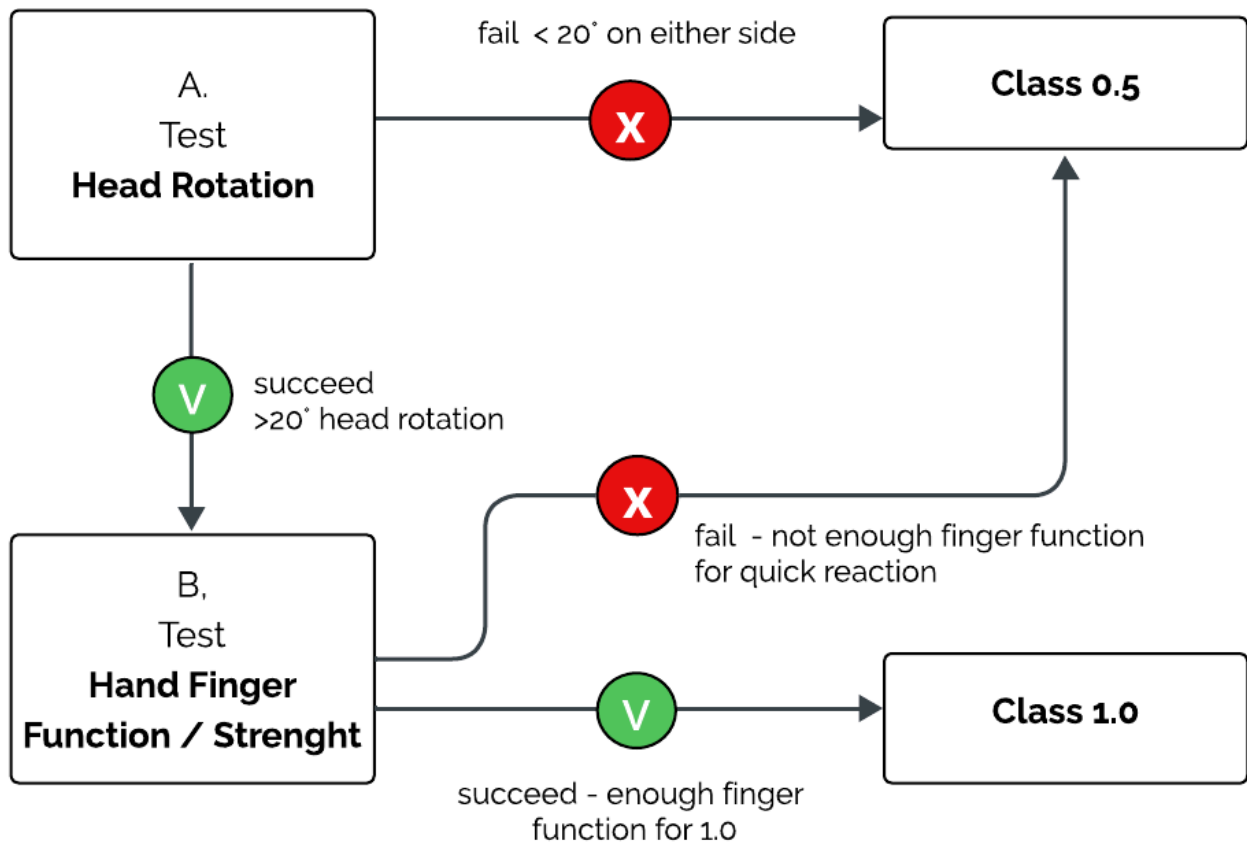 A.
Test
Head Rotation
fail < 20° on either side
X
Class 0.5
V
succeed
>20° head rotation
X
fail - not enough finger function
for quick reaction
B,
Test
Hand Finger
Function / Strenght
V
succeed - enough finger
function for 1.0
Class 1.0